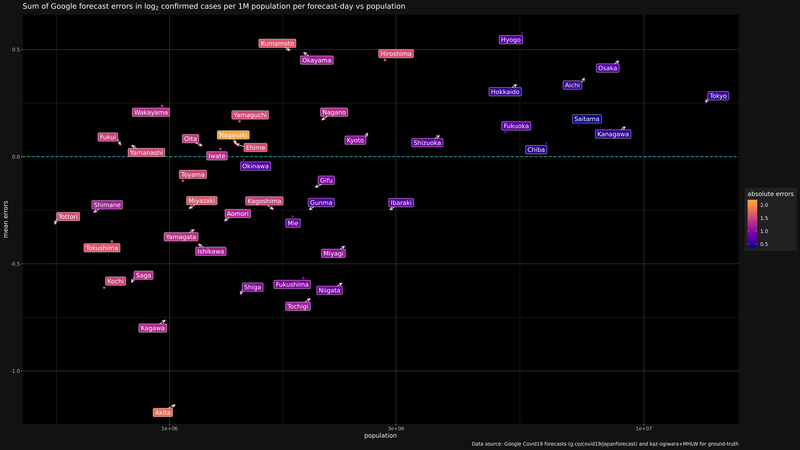 Sum of Google forecast errors in log2 confirmed cases per 1M population per forecast-day vs population
Kumamoto
Hyogo
Hiroshima
Okayama
Osaka
Aichi
Hokkaido
Tokyo
Wakayama
Yamaguchi
Nagano
Saitama
Fukuoka
Kanagawa
Fukui
Oita
Nagasaki
Kyoto
Shizuoka
Ehime
Chiba
Yamanashi
Iwate
Okinawa
Toyama
Gifu
Shimane
Miyazaki
Kagoshima
Gunma
Ibaraki
Tottori
Aomori
Mie
Yamagata
Tokushima
Ishikawa
Miyagi
Saga
Kochi
Shiga
Fukushima
Niigata
Tochigi
Kagawa
Akita
0.5
0.0
-0.5
-1.0
mean errors
1e+06
3e+06
1e+07
population
absolute errors
2.0
1.5
1.0
0.5
Data source: Google Covid19 forecasts (g.co/covid19/japanforecast) and kaz-ogiwara+MHLW for ground-truth